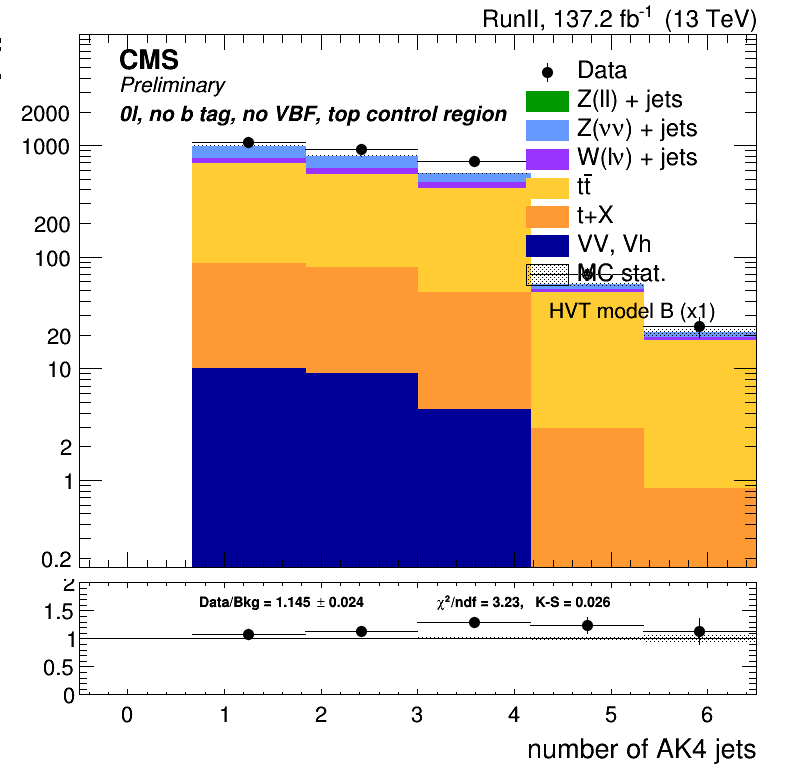 RunII, 137.2 fb⁻¹ (13 TeV)
CMS
Preliminary
0l, no b tag, no VBF, top control region
Data
Z(ll) + jets
Z(νν) + jets
W(lν) + jets
tt̄
t+X
VV, Vh
MC stat.
HVT model B (x1)
2000
1000
200
100
20
10
2
1
0.2
2
1.5
1
0.5
0
Data/Bkg = 1.145 ± 0.024
χ²/ndf = 3.23, K-S = 0.026
0 1 2 3 4 5 6
number of AK4 jets